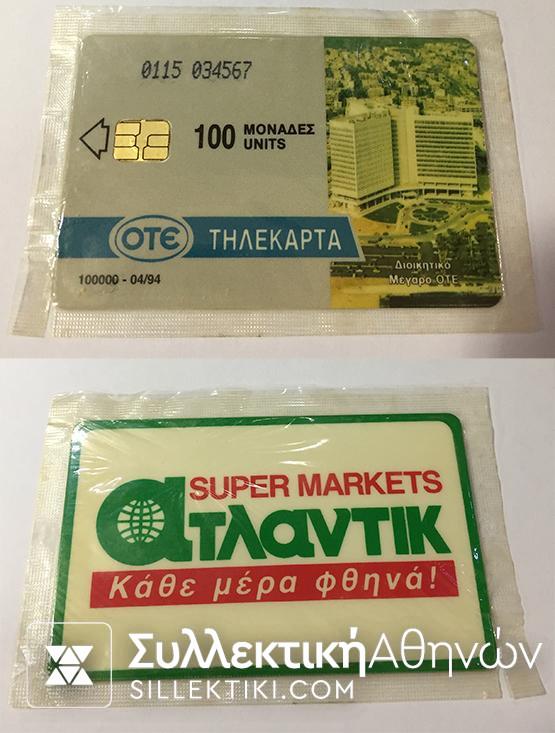 0115 034567
100 ΜΟΝΑΔΕΣ
UNITS
ΟΤΕ ΤΗΛΕΚΑΡΤΑ
100000 - 04/94
Διοικητικό
Μέγαρο ΟΤΕ
SUPER MARKETS
ατλαντικ
Κάθε μέρα φθηνά!
ΣυλλεκτικήΑθηνών
SILLEKTIKI.COM